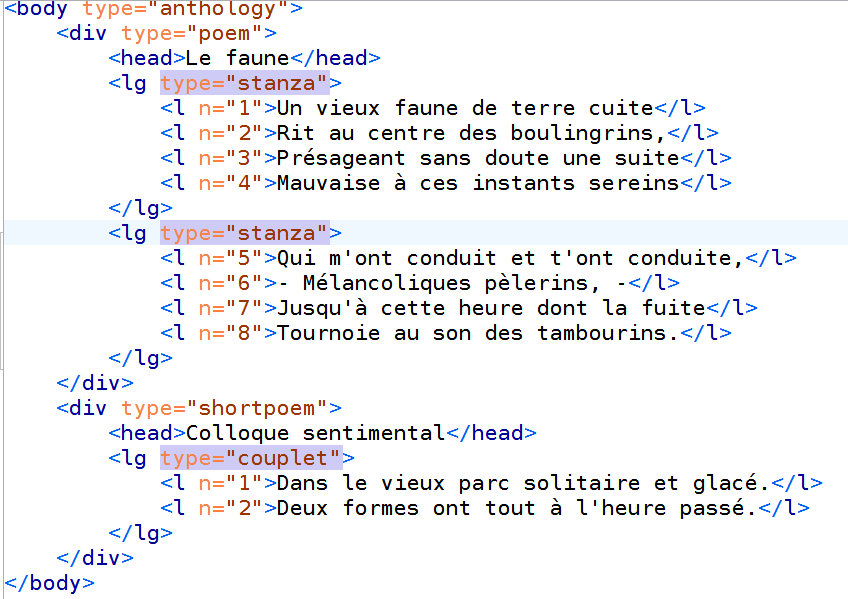 <body type="anthology">
<div type="poem">
<head>Le faune</head>
<lg type="stanza">
<l n="1">Un vieux faune de terre cuite</l>
<l n="2">Rit au centre des boulingrins,</l>
<l n="3">Présageant sans doute une suite</l>
<l n="4">Mauvaise à ces instants sereins</l>
</lg>
<lg type="stanza">
<l n="5">Qui m'ont conduit et t'ont conduite,</l>
<l n="6">- Mélancoliques pèlerins, -</l>
<l n="7">Jusqu'à cette heure dont la fuite</l>
<l n="8">Tournoie au son des tambourins.</l>
</lg>
</div>
<div type="shortpoem">
<head>Colloque sentimental</head>
<lg type="couplet">
<l n="1">Dans le vieux parc solitaire et glacé.</l>
<l n="2">Deux formes ont tout à l'heure passé.</l>
</lg>
</div>
</body>